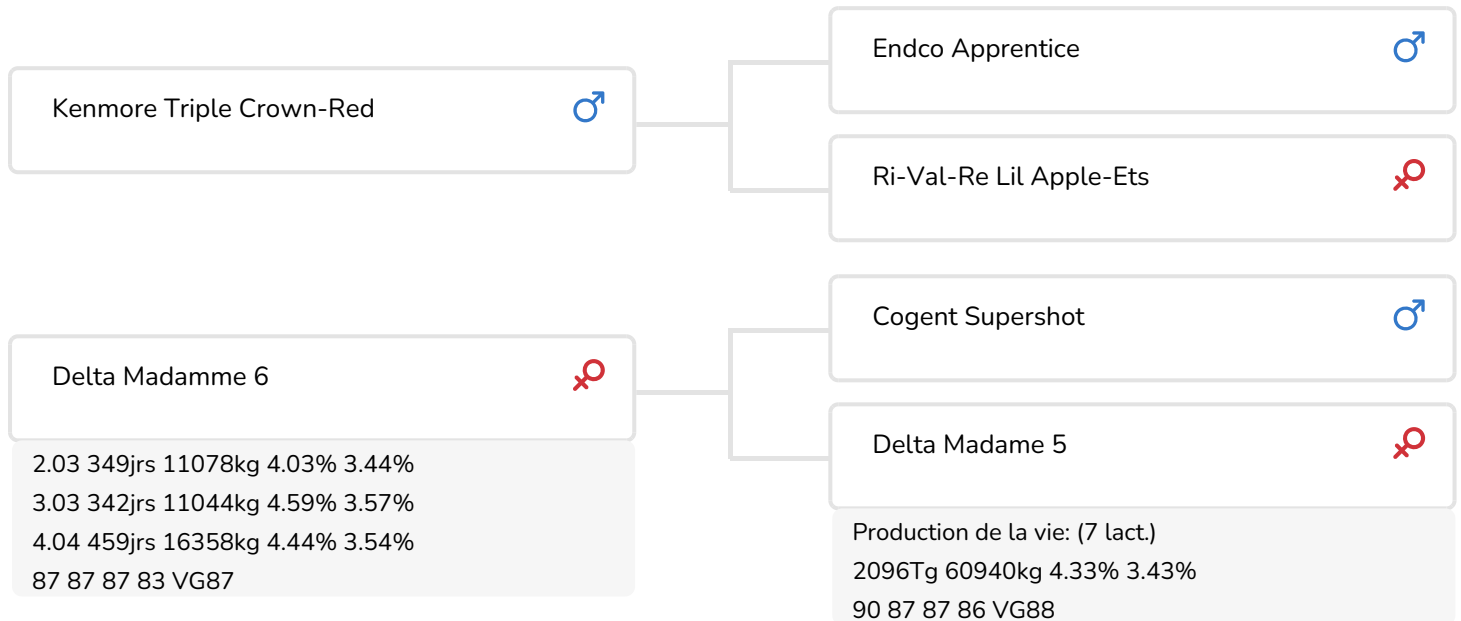 Kenmore Triple Crown-Red
Endco Apprentice
Ri-Val-Re Lil Apple-Ets
Delta Madamme 6
2.03 349jrs 11078kg 4.03% 3.44%
3.03 342jrs 11044kg 4.59% 3.57%
4.04 459jrs 16358kg 4.44% 3.54%
87 87 87 83 VG87
Cogent Supershot
Delta Madame 5
Production de la vie: (7 lact.)
2096Tg 60940kg 4.33% 3.43%
90 87 87 86 VG88